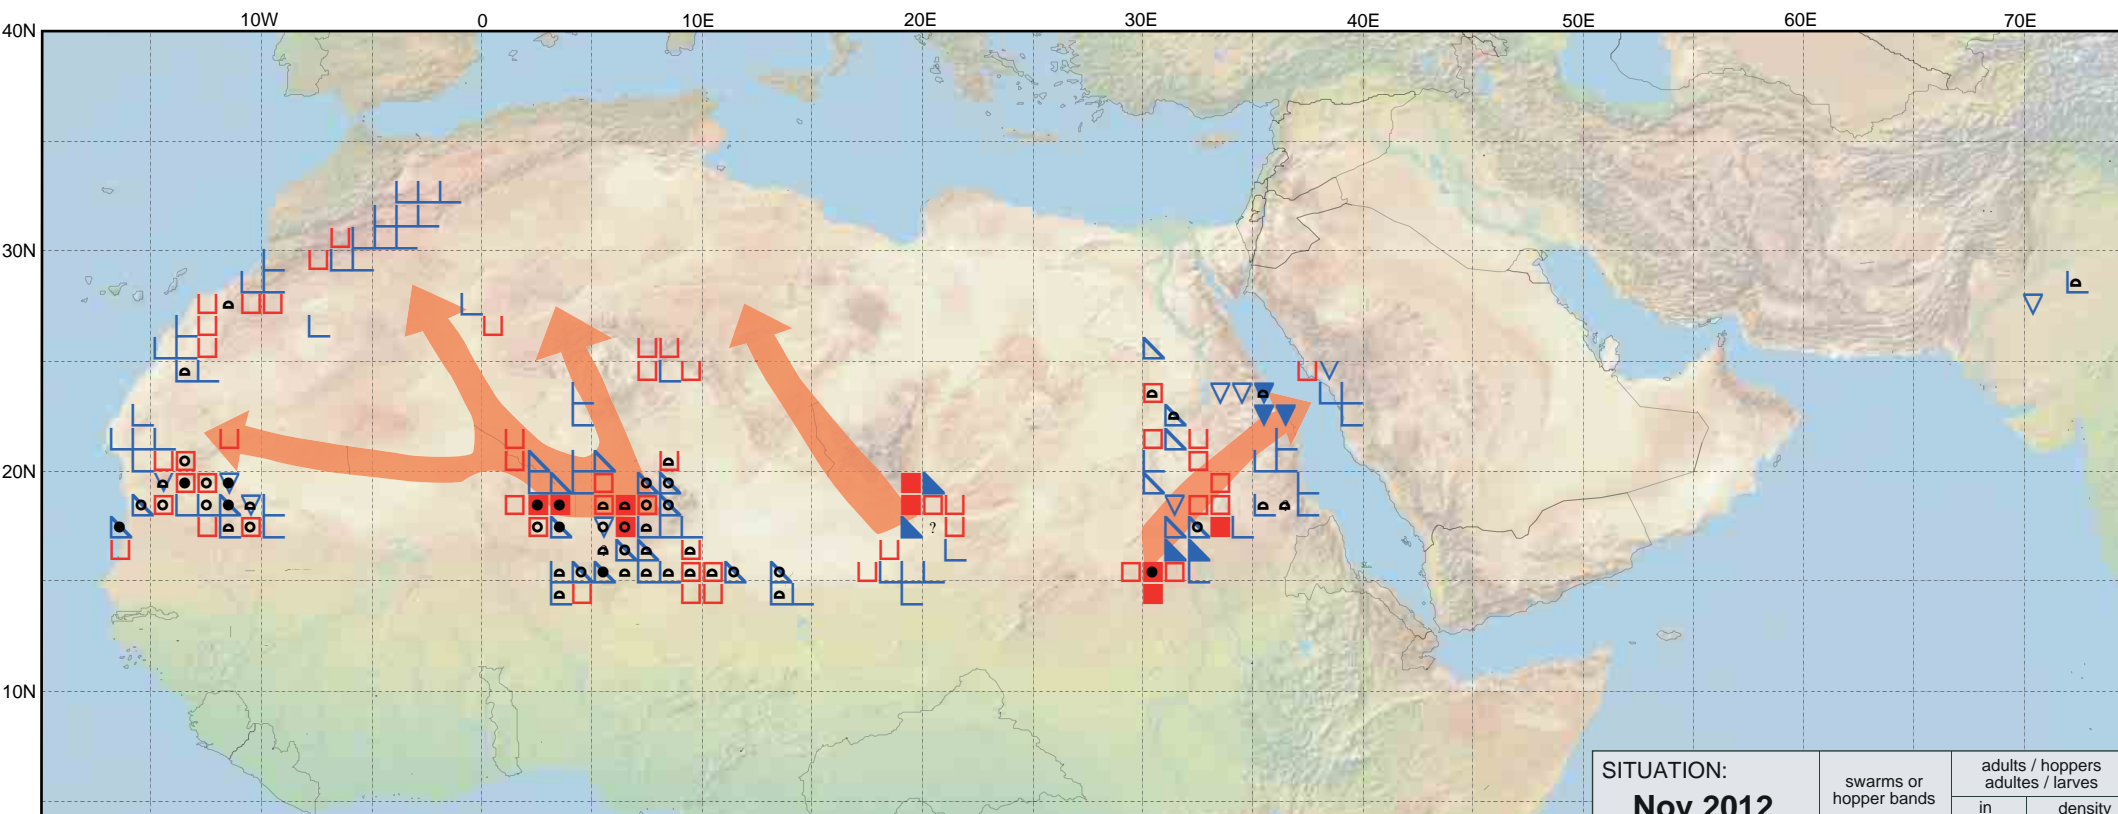 10W 0 10E 20E 30E 40E 50E 60E 70E
40N
30N
20N
?
10N
SITUATION:
Nov 2012
swarms or
hopper bands
adults / hoppers
adultes / larves
in
density